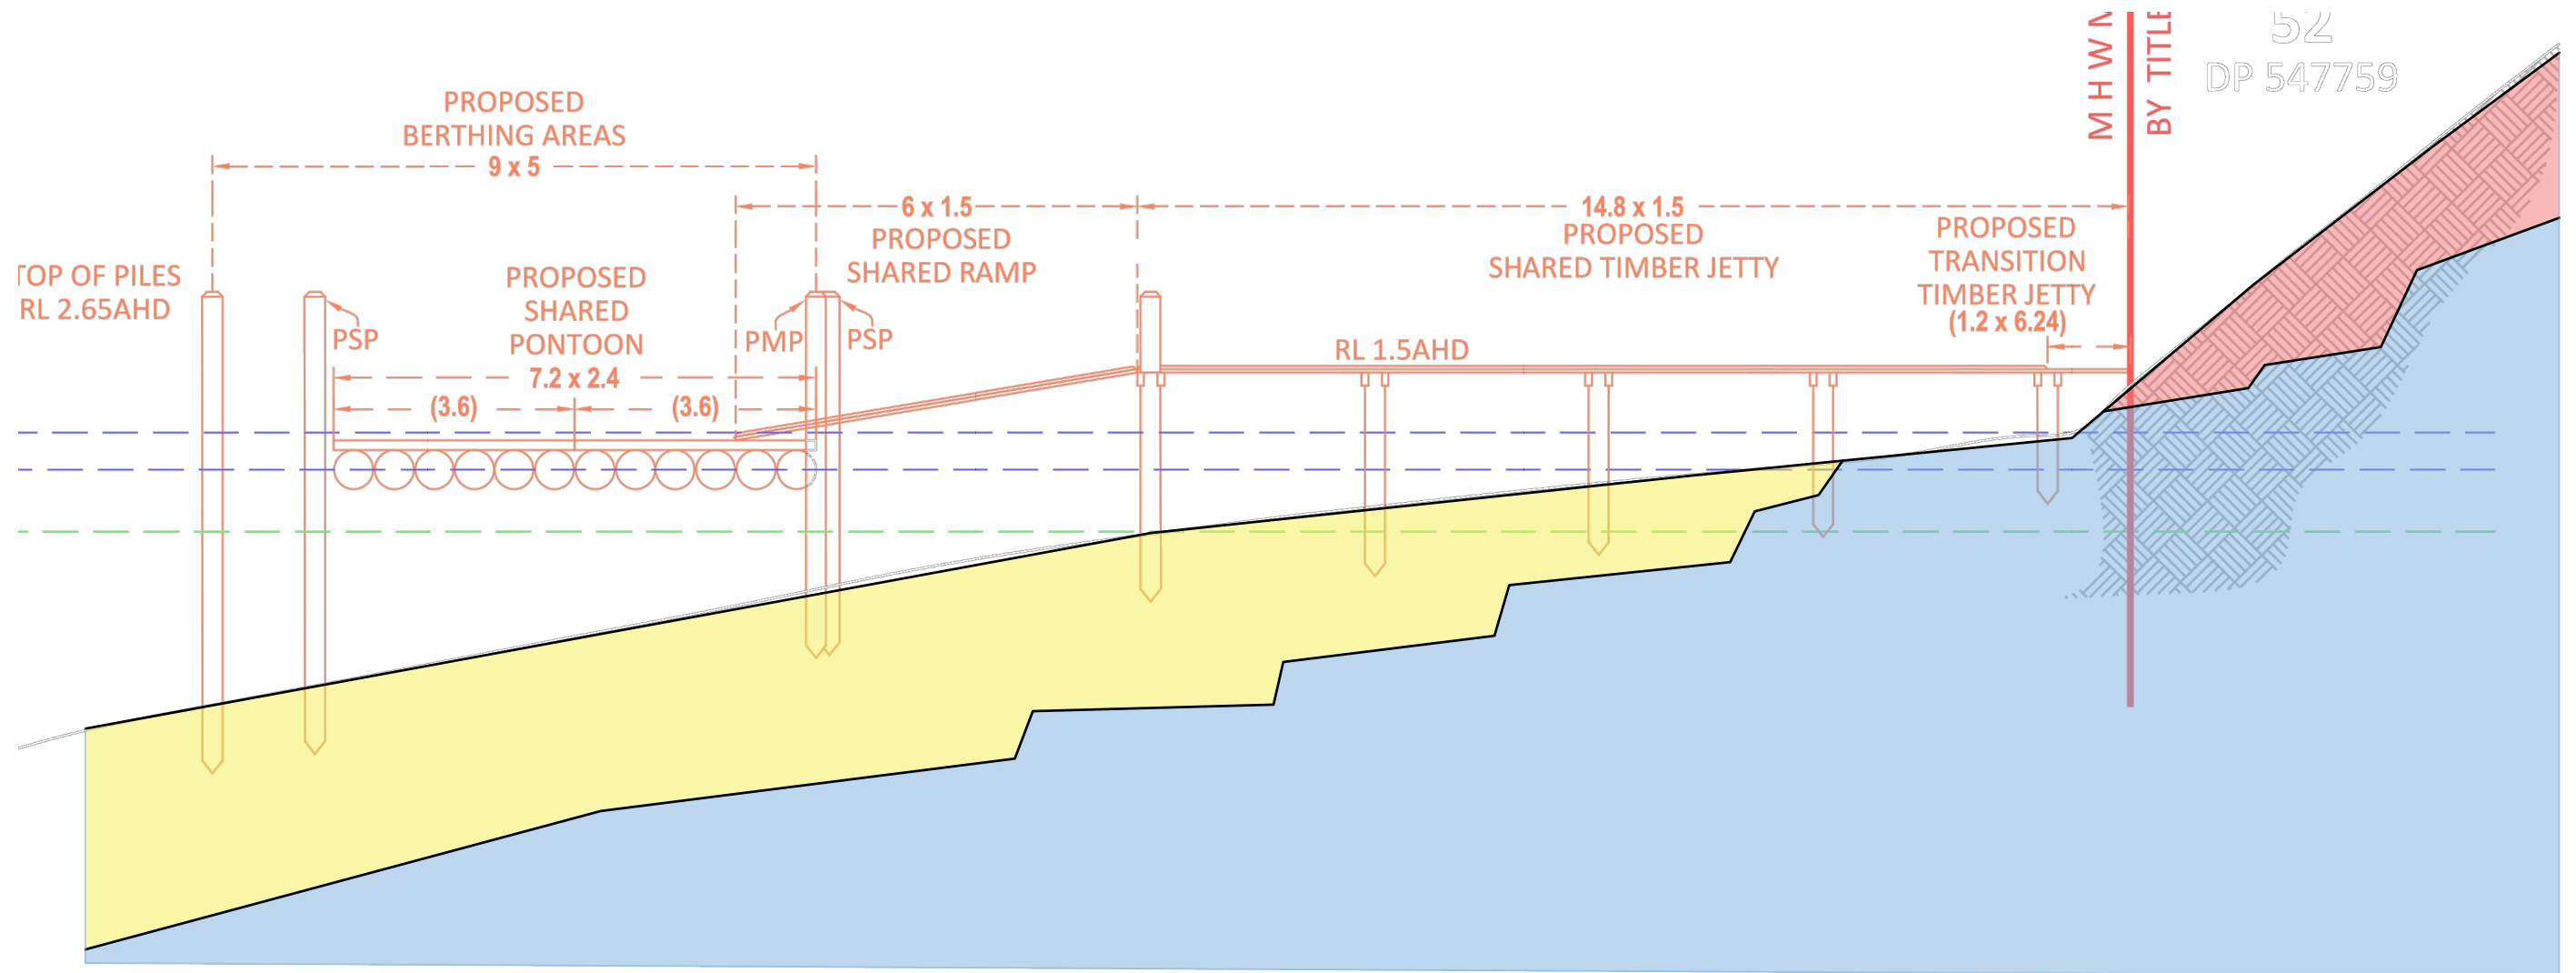 PROPOSED
BERTHING AREAS
9 x 5
TOP OF PILES
RL 2.65AHD
PSP
PROPOSED
SHARED
PONTOON
7.2 x 2.4
(3.6)
(3.6)
6 x 1.5
PROPOSED
SHARED RAMP
PMP
PSP
14.8 x 1.5
PROPOSED
SHARED TIMBER JETTY
RL 1.5AHD
PROPOSED
TRANSITION
TIMBER JETTY
(1.2 x 6.24)
M H W M
BY TITLE
52
DP 547759